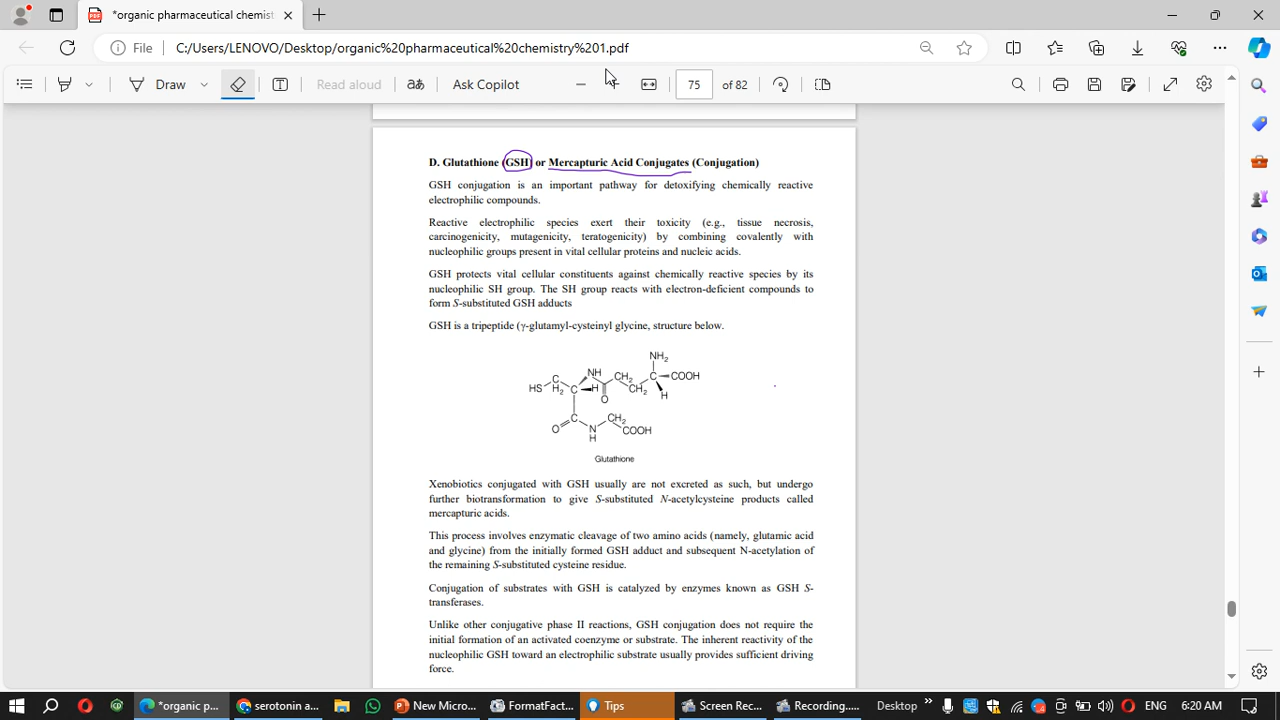 *organic pharmaceutical chemist
File
C:/Users/LENOVO/Desktop/organic%20pharmaceutical%20chemistry%201.pdf
Draw
Read aloud
Ask Copilot
75
of 82
D. Glutathione (GSH) or Mercapturic Acid Conjugates (Conjugation)
GSH conjugation is an important pathway for detoxifying chemically reactive
electrophilic compounds.
Reactive electrophilic species exert their toxicity (e.g., tissue necrosis,
carcinogenicity, mutagenicity, teratogenicity) by combining covalently with
nucleophilic groups present in vital cellular proteins and nucleic acids.
GSH protects vital cellular constituents against chemically reactive species by its
nucleophilic SH group. The SH group reacts with electron-deficient compounds to
form S-substituted GSH adducts
GSH is a tripeptide (γ-glutamyl-cysteinyl glycine, structure below.
NH2
NH CH2 C COOH
HS C H2 C H CH2 H
O
C CH2
O N H COOH
Glutathione
Xenobiotics conjugated with GSH usually are not excreted as such, but undergo
further biotransformation to give S-substituted N-acetylcysteine products called
mercapturic acids.
This process involves enzymatic cleavage of two amino acids (namely, glutamic acid
and glycine) from the initially formed GSH adduct and subsequent N-acetylation of
the remaining S-substituted cysteine residue.
Conjugation of substrates with GSH is catalyzed by enzymes known as GSH S-
transferases.
Unlike other conjugative phase II reactions, GSH conjugation does not require the
initial formation of an activated coenzyme or substrate. The inherent reactivity of the
nucleophilic GSH toward an electrophilic substrate usually provides sufficient driving
force.
*organic p...
serotonin a...
New Micro...
FormatFact...
Tips
Screen Rec...
Recording....
Desktop
ENG
6:20 AM